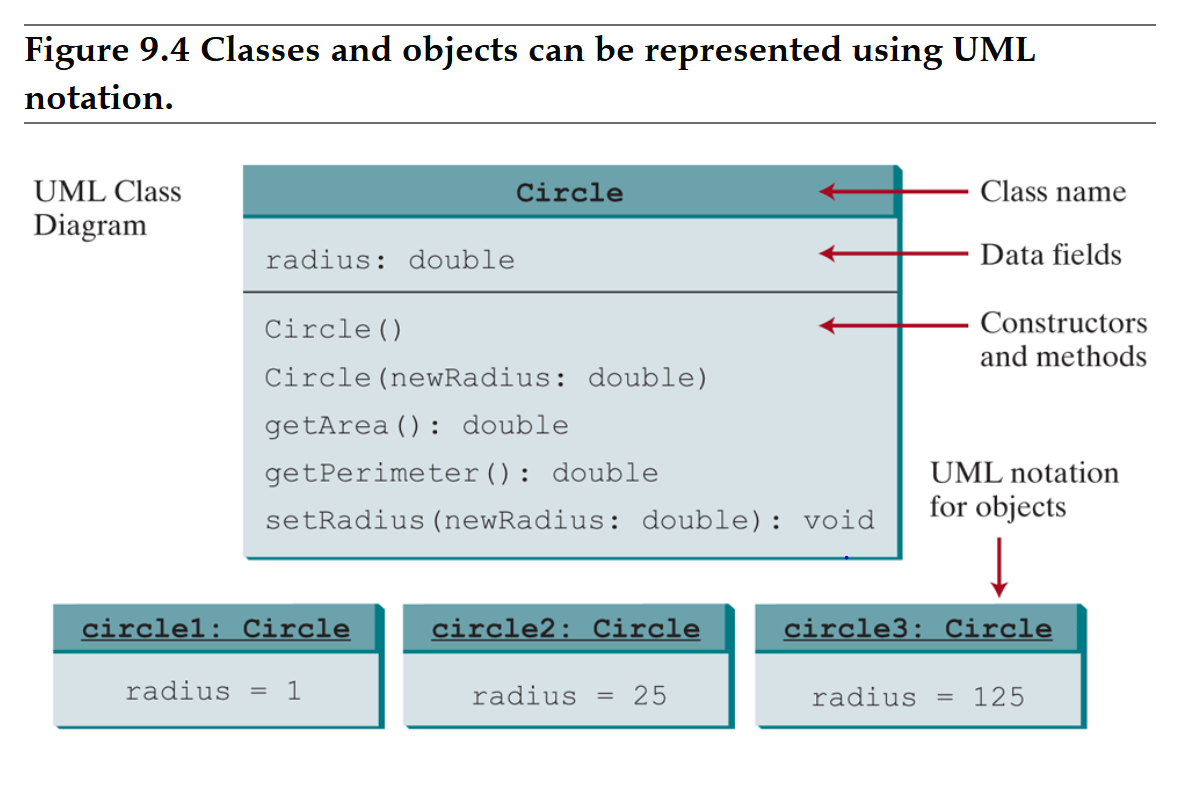 Figure 9.4 Classes and objects can be represented using UML
notation.
UML Class
Diagram
Circle
Class name
radius: double
Data fields
Circle()
Constructors
and methods
Circle(newRadius: double)
getArea(): double
getPerimeter(): double
setRadius(newRadius: double): void
UML notation
for objects
circle1: Circle
radius = 1
circle2: Circle
radius = 25
circle3: Circle
radius = 125